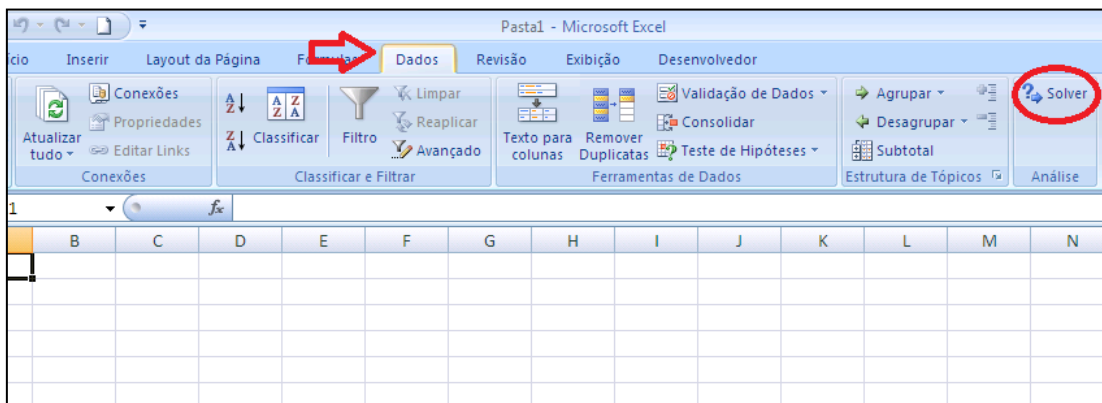 Pasta1 - Microsoft Excel
ício Inserir Layout da Página Dados Revisão Exibição Desenvolvedor
Conexões Limpar Validação de Dados Agrupar Solver
Propriedades Reaplicar Consolidar Desagrupar
Atualizar tudo Editar Links Classificar Filtro Avançado Texto para colunas Remover Duplicatas Teste de Hipóteses Subtotal
Conexões Classificar e Filtrar Ferramentas de Dados Estrutura de Tópicos Análise
1 fx
B C D E F G H I J K L M N